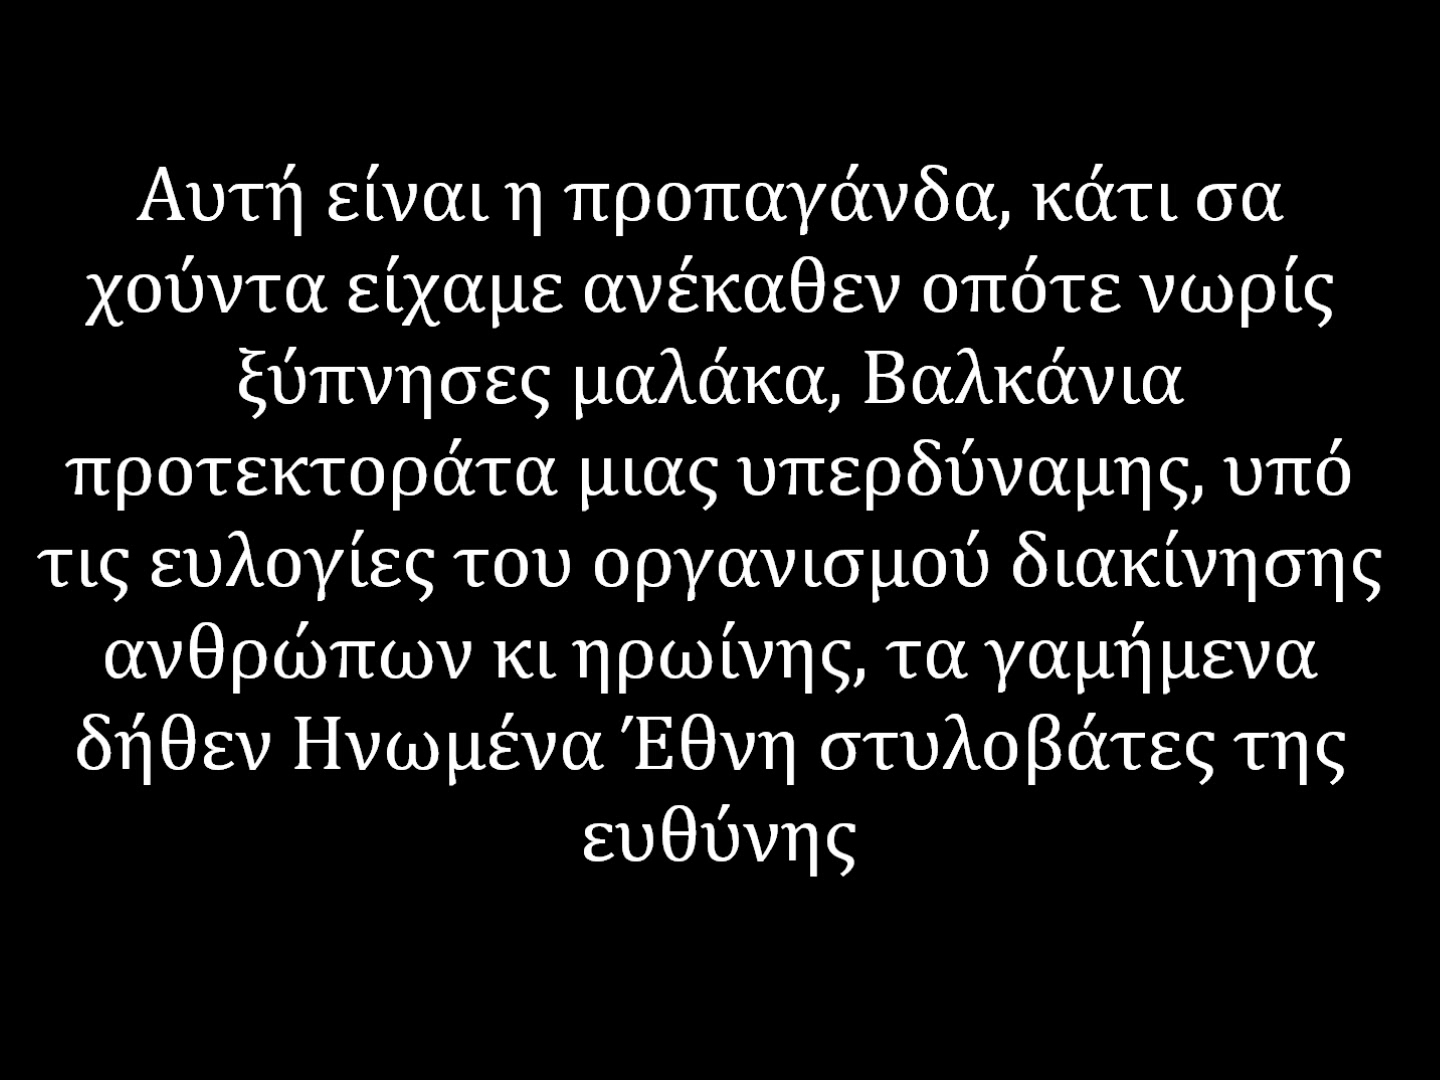 Αυτή είναι η προπαγάνδα, κάτι σα
χούντα είχαμε ανέκαθεν οπότε νωρίς
ξύπνησες μαλάκα, Βαλκάνια
προτεκτοράτα μιας υπερδύναμης, υπό
τις ευλογίες του οργανισμού διακίνησης
ανθρώπων κι ηρωίνης, τα γαμήμενα
δήθεν Ηνωμένα Έθνη στυλοβάτες της
ευθύνης